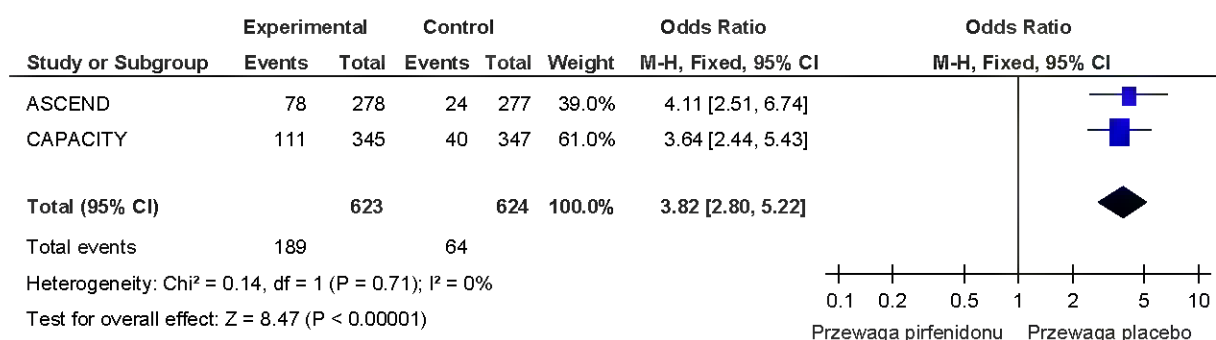 Experimental Control Odds Ratio Odds Ratio
Study or Subgroup Events Total Events Total Weight M-H, Fixed, 95% CI M-H, Fixed, 95% CI
ASCEND 78 278 24 277 39.0% 4.11 [2.51, 6.74]
CAPACITY 111 345 40 347 61.0% 3.64 [2.44, 5.43]
Total (95% CI) 623 624 100.0% 3.82 [2.80, 5.22]
Total events 189 64
Heterogeneity: Chi² = 0.14, df = 1 (P = 0.71); I² = 0%
Test for overall effect: Z = 8.47 (P < 0.00001)
0.1 0.2 0.5 1 2 5 10
Przewaga pirfenidonu Przewaga placebo